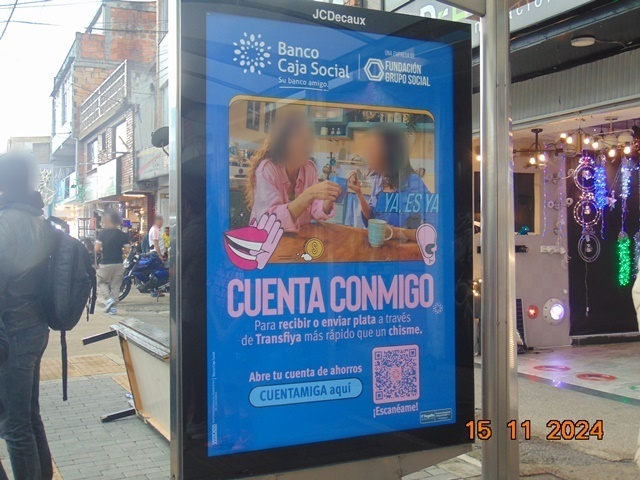 JCDecaux
Banco
Caja Social
Su banco amigo.
UNA EMPRESA DE
FUNDACIÓN
GRUPO SOCIAL
YA, ES YA
CUENTA CONMIGO
Para recibir o enviar plata a través
de Transfiya más rápido que un chisme.
Abre tu cuenta de ahorros
CUENTAMIGA aquí
¡Escanéame!
15 11 2024